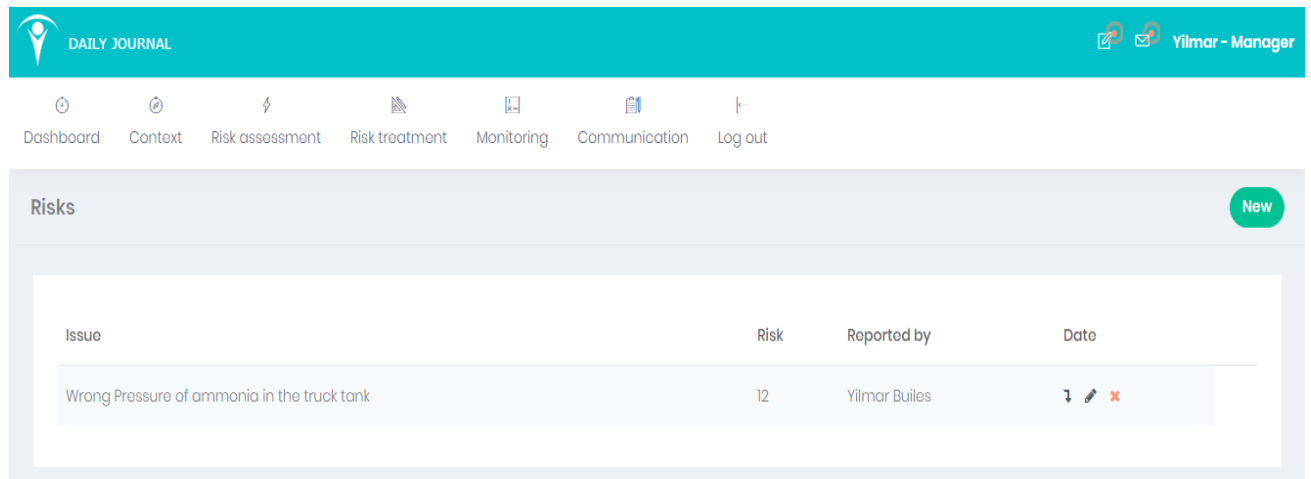 DAILY JOURNAL
Yilmar - Manager
Dashboard Context Risk assessment Risk treatment Monitoring Communication Log out
Risks
New
Issue Risk Reported by Date
Wrong Pressure of ammonia in the truck tank 12 Yilmar Builes